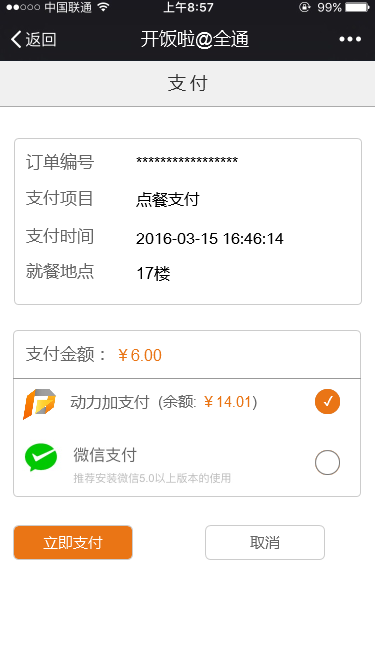 中国联通 上午8:57 99%
返回 开饭啦@全通
支付
订单编号 *****************
支付项目 点餐支付
支付时间 2016-03-15 16:46:14
就餐地点 17楼
支付金额：￥6.00
动力加支付 (余额: ￥14.01)
微信支付
推荐安装微信5.0以上版本的使用
立即支付 取消